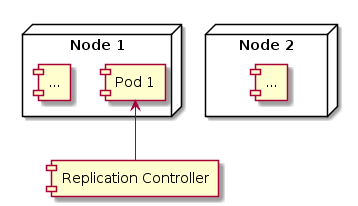 Node 1
Node 2
...
Pod 1
...
Replication Controller